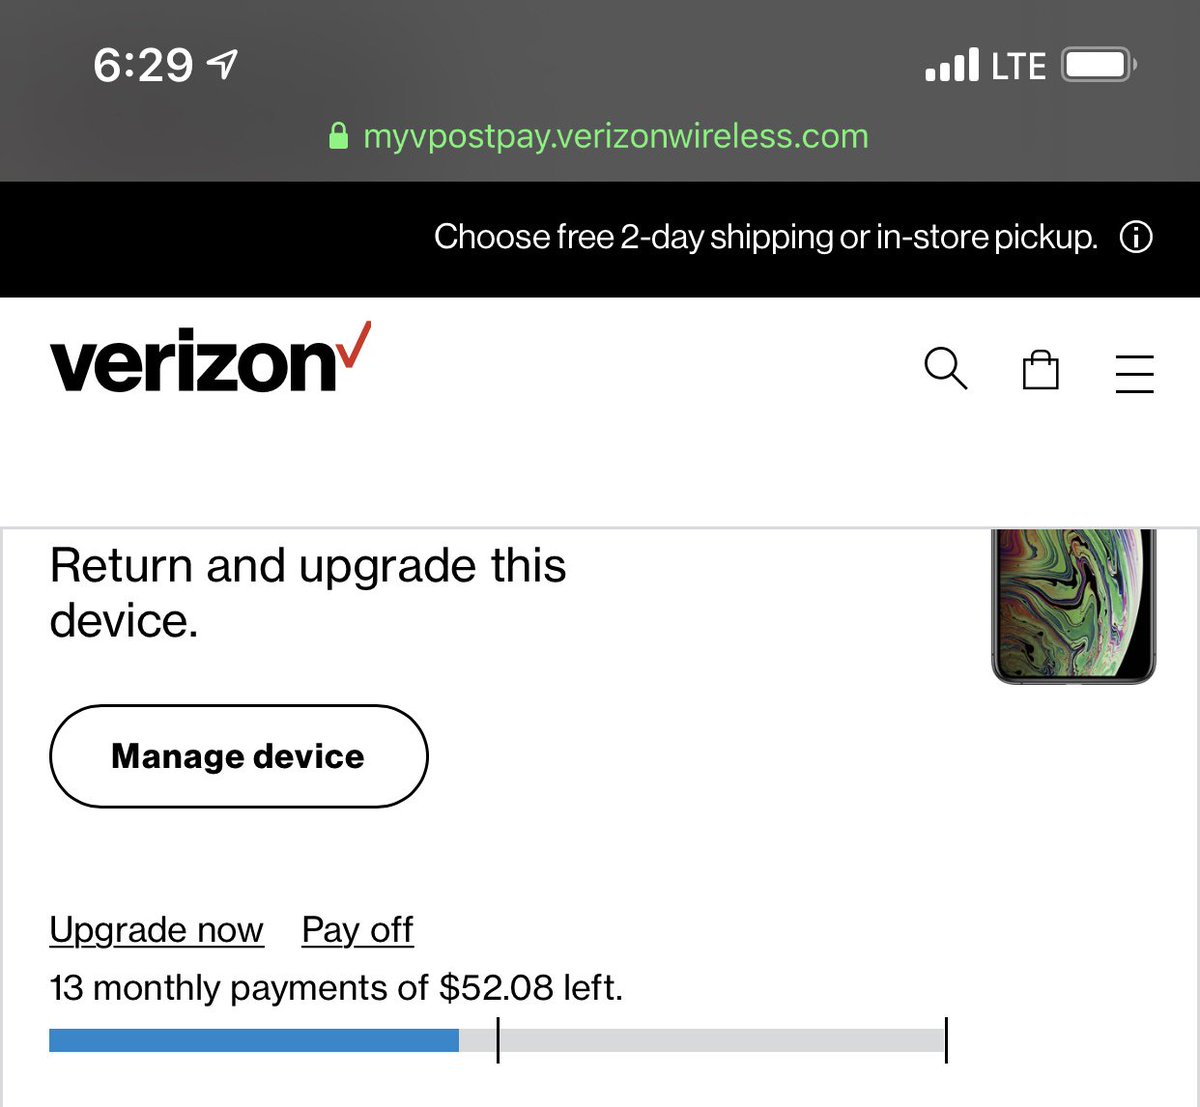 6:29
LTE
myvpostpay.verizonwireless.com
Choose free 2-day shipping or in-store pickup.
verizon
Return and upgrade this
device.
Manage device
Upgrade now Pay off
13 monthly payments of $52.08 left.